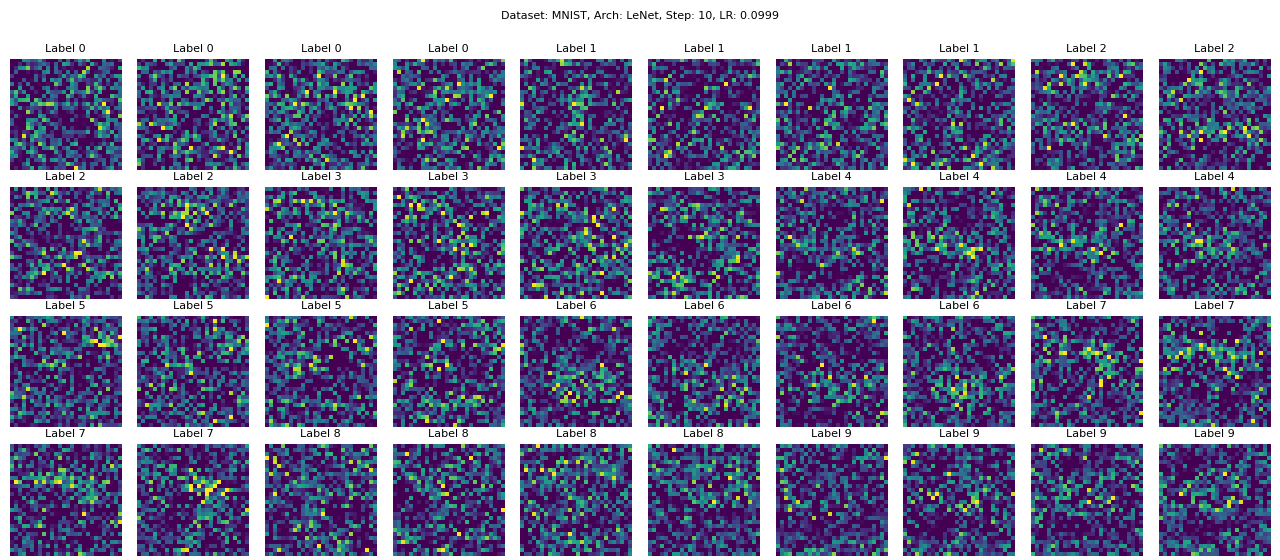 Dataset: MNIST, Arch: LeNet, Step: 10, LR: 0.0999
Label 0 Label 0 Label 0 Label 0 Label 1 Label 1 Label 1 Label 1 Label 2 Label 2
Label 2 Label 2 Label 3 Label 3 Label 3 Label 3 Label 4 Label 4 Label 4 Label 4
Label 5 Label 5 Label 5 Label 5 Label 6 Label 6 Label 6 Label 6 Label 7 Label 7
Label 7 Label 7 Label 8 Label 8 Label 8 Label 8 Label 9 Label 9 Label 9 Label 9